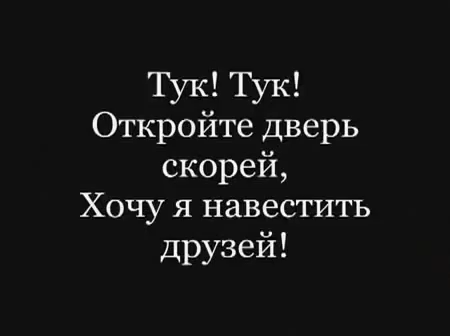 Тук! Тук!
Откройте дверь
скорей,
Хочу я навестить
друзей!